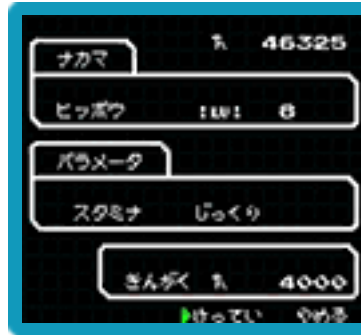 46325
ナカマ
ヒッポウ 6
パラメータ
スタミナ じっくり
きんがく 4000
けってい やめる